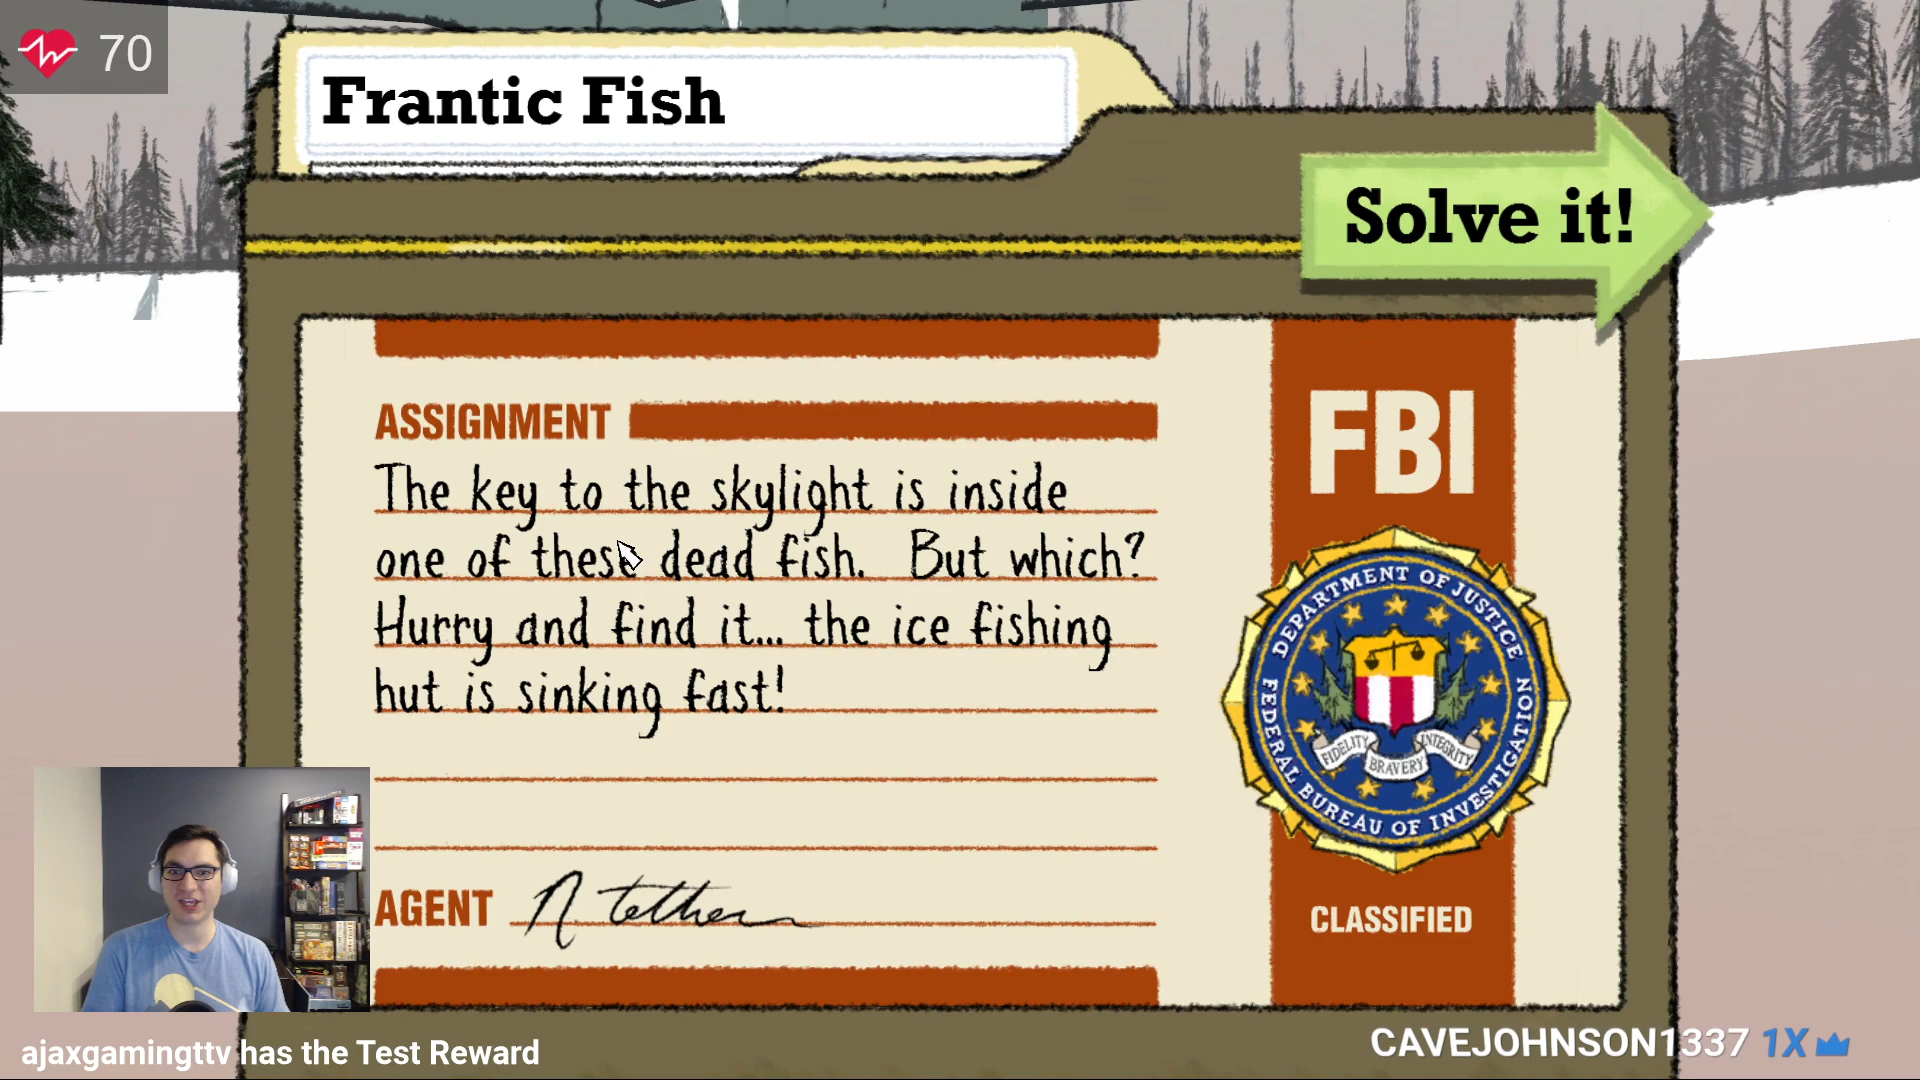 70
Frantic Fish
Solve it!
ASSIGNMENT
The key to the skylight is inside
one of these dead fish. But which?
Hurry and find it... the ice fishing
hut is sinking fast!
AGENT N Tethers
FBI
DEPARTMENT OF JUSTICE
FEDERAL BUREAU OF INVESTIGATION
FIDELITY
BRAVERY
INTEGRITY
CLASSIFIED
ajaxgamingttv has the Test Reward
CAVEJOHNSON1337 1X